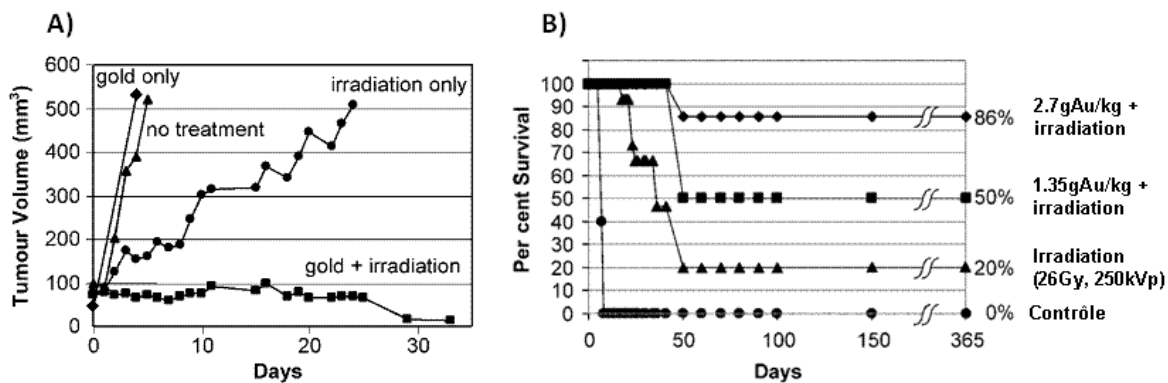 A)
Tumour Volume (mm³)
600
500
400
300
200
100
0
gold only
irradiation only
no treatment
gold + irradiation
0 10 20 30
Days
B)
Per cent Survival
100
90
80
70
60
50
40
30
20
10
0
86%
2.7gAu/kg +
irradiation
50%
1.35gAu/kg +
irradiation
20%
Irradiation
(26Gy, 250kVp)
0% Contrôle
0 50 100 150 365
Days